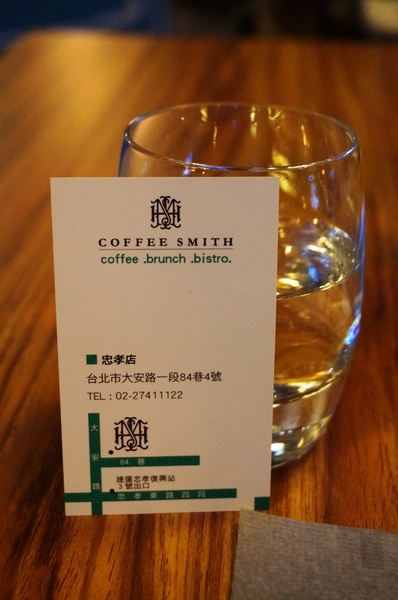 COFFEE SMITH
coffee .brunch .bistro.
忠孝店
台北市大安路一段84巷4號
TEL：02-27411122
大安路
84 巷
捷運忠孝復興站
3號出口
忠孝東路四段